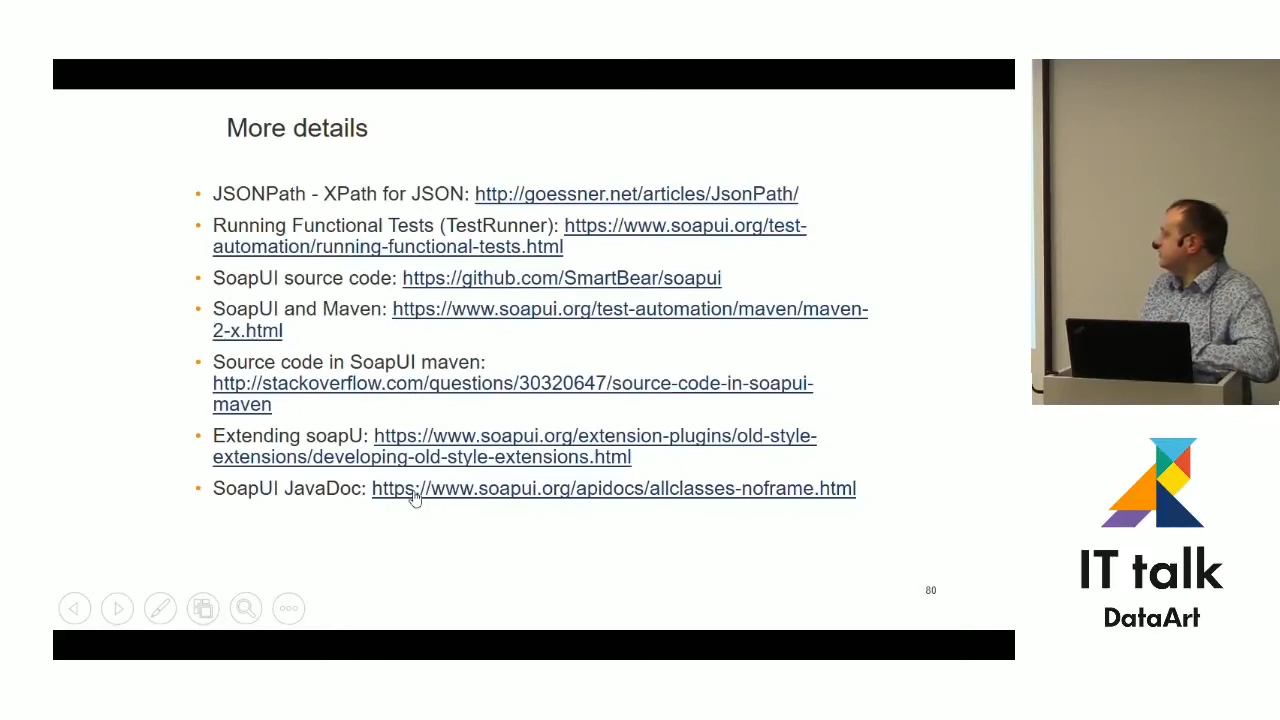 More details
JSONPath - XPath for JSON: http://goessner.net/articles/JsonPath/
Running Functional Tests (TestRunner): https://www.soapui.org/test-
automation/running-functional-tests.html
SoapUI source code: https://github.com/SmartBear/soapui
SoapUI and Maven: https://www.soapui.org/test-automation/maven/maven-
2-x.html
Source code in SoapUI maven:
http://stackoverflow.com/questions/30320647/source-code-in-soapui-
maven
Extending soapU: https://www.soapui.org/extension-plugins/old-style-
extensions/developing-old-style-extensions.html
SoapUI JavaDoc: https://www.soapui.org/apidocs/allclasses-noframe.html
80
IT talk
DataArt